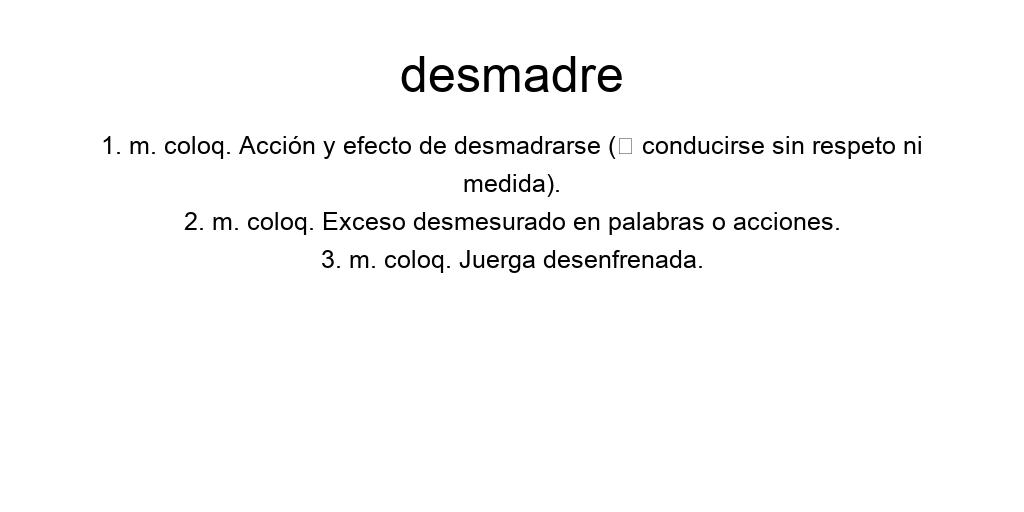 desmadre
1. m. coloq. Acción y efecto de desmadrarse (□ conducirse sin respeto ni
medida).
2. m. coloq. Exceso desmesurado en palabras o acciones.
3. m. coloq. Juerga desenfrenada.